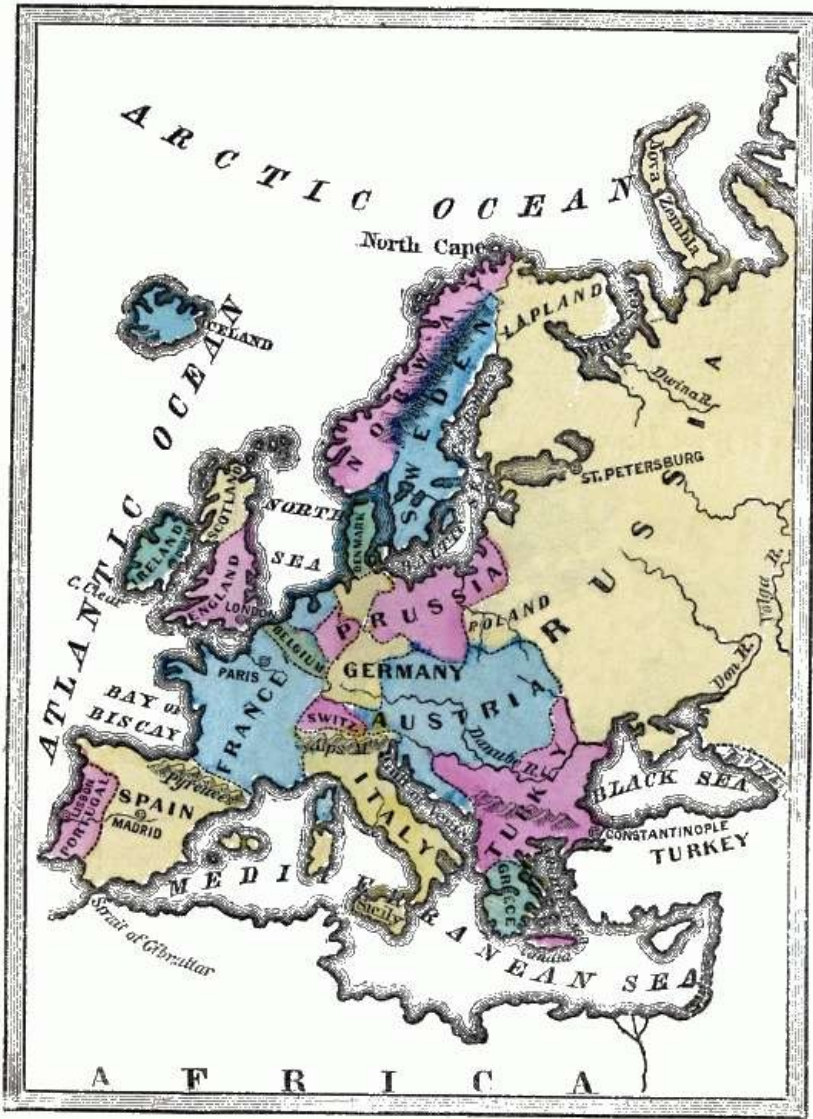 ARCTIC OCEAN
Nova Zembla
North Cape
ICELAND
ATLANTIC OCEAN
NORWAY
SWEDEN
LAPLAND
White Sea
Dwina R.
RUSSIA
ST. PETERSBURG
SCOTLAND
NORTH SEA
DENMARK
BALTIC
IRELAND
C. Clear
ENGLAND
LONDON
PRUSSIA
POLAND
Volga R.
Don R.
BELGIUM
GERMANY
PARIS
FRANCE
BAY OF BISCAY
SWITZ
AUSTRIA
Alps M
Danube R.
Pyrenees
SPAIN
MADRID
LISBON
PORTUGAL
ITALY
TURKEY
BLACK SEA
CONSTANTINOPLE
TURKEY
GREECE
Sicily
Candia
MEDITERRANEAN SEA
Strait of Gibraltar
AFRICA